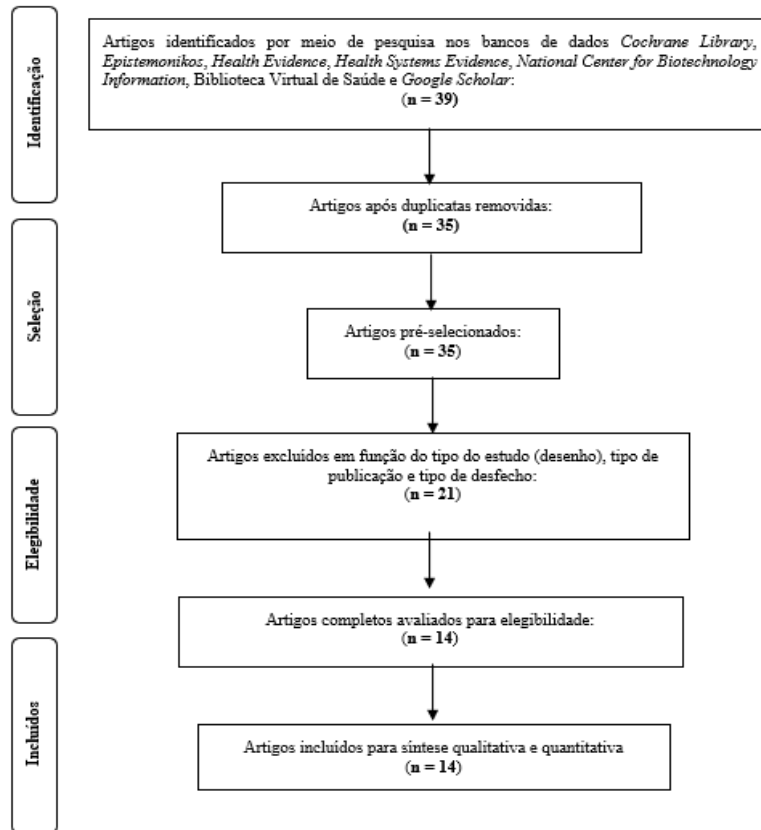 Identificação
Artigos identificados por meio de pesquisa nos bancos de dados Cochrane Library,
Epistemonikos, Health Evidence, Health Systems Evidence, National Center for Biotechnology
Information, Biblioteca Virtual de Saúde e Google Scholar:
(n = 39)
Artigos após duplicatas removidas:
(n = 35)
Seleção
Artigos pré-selecionados:
(n = 35)
Elegibilidade
Artigos excluídos em função do tipo do estudo (desenho), tipo de
publicação e tipo de desfecho:
(n = 21)
Artigos completos avaliados para elegibilidade:
(n = 14)
Incluídos
Artigos incluídos para síntese qualitativa e quantitativa
(n = 14)